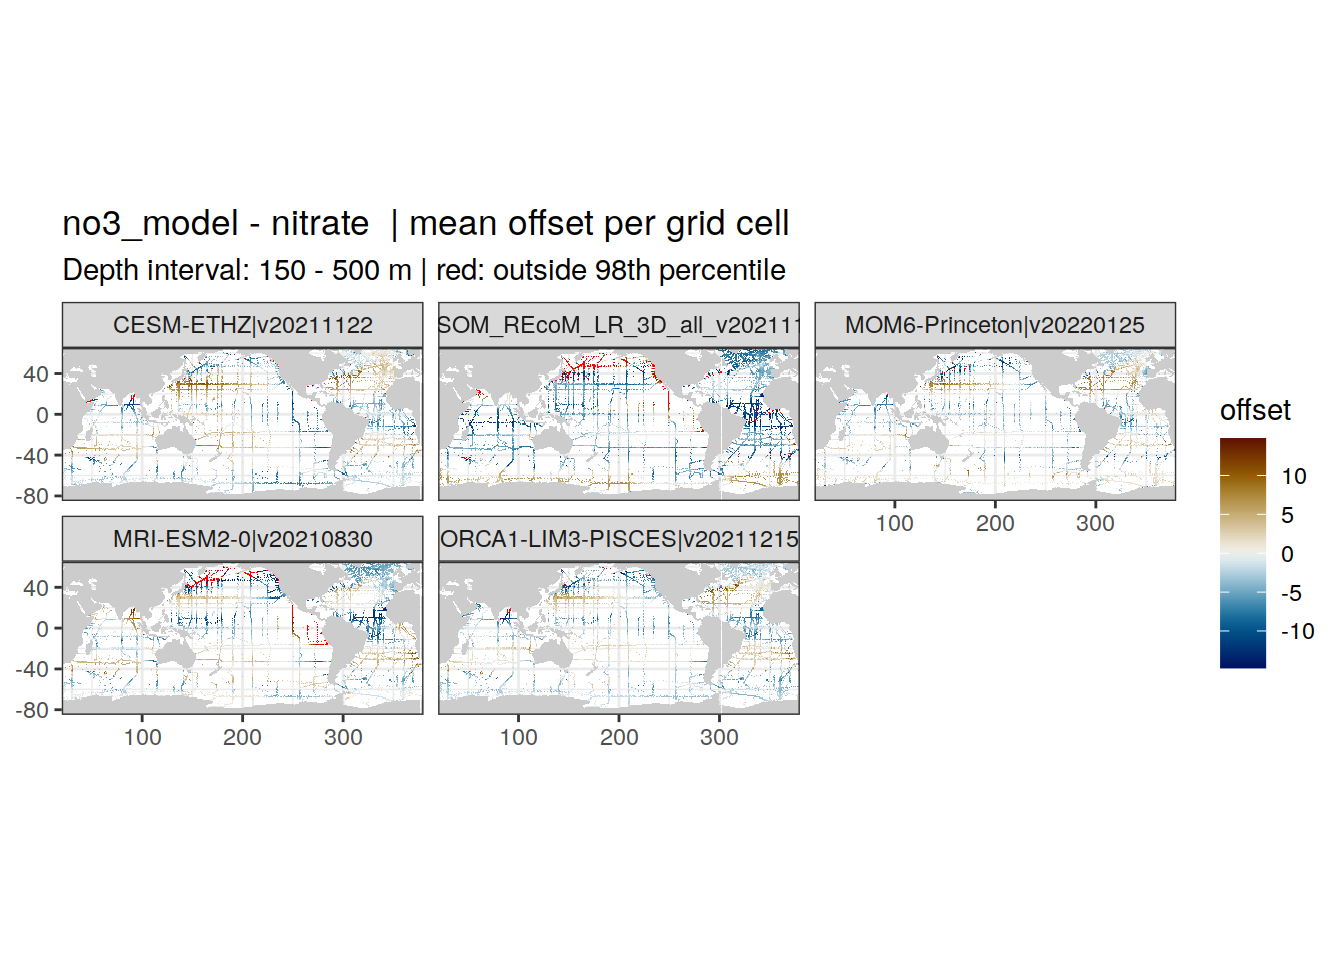 no3_model - nitrate | mean offset per grid cell
Depth interval: 150 - 500 m | red: outside 98th percentile
CESM-ETHZ|v20211122
SOM_REcoM_LR_3D_all_v202111
MOM6-Princeton|v20220125
40
0
-40
-80
100
200
300
MRI-ESM2-0|v20210830
ORCA1-LIM3-PISCES|v20211215
40
0
-40
-80
100
200
300
100
200
300
offset
10
5
0
-5
-10